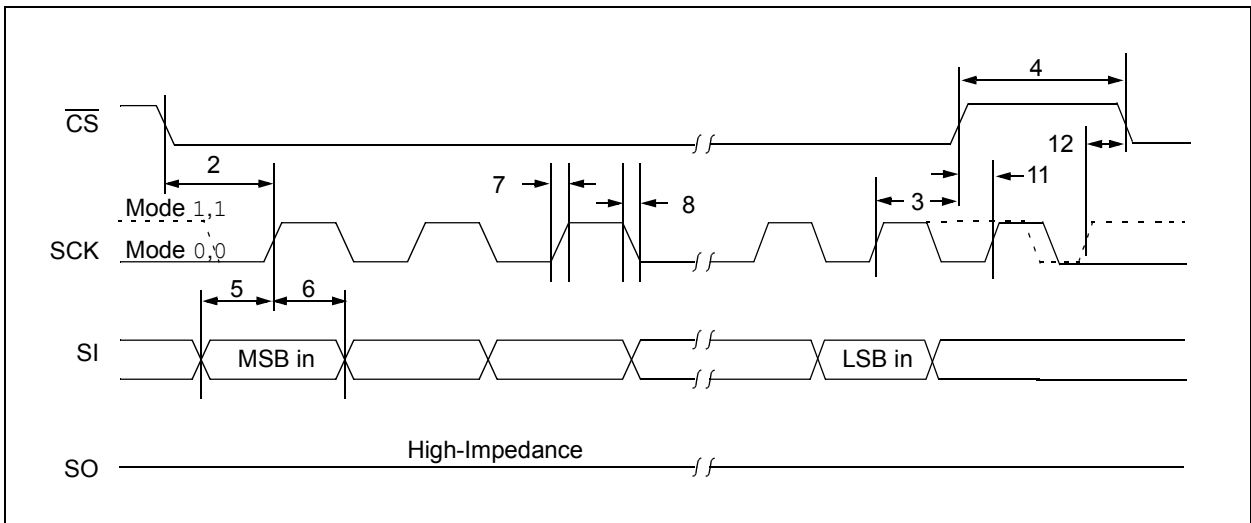 4
CS
12
2
7
8
3
11
Mode 1,1
SCK
Mode 0,0
5
6
SI
MSB in
LSB in
High-Impedance
SO